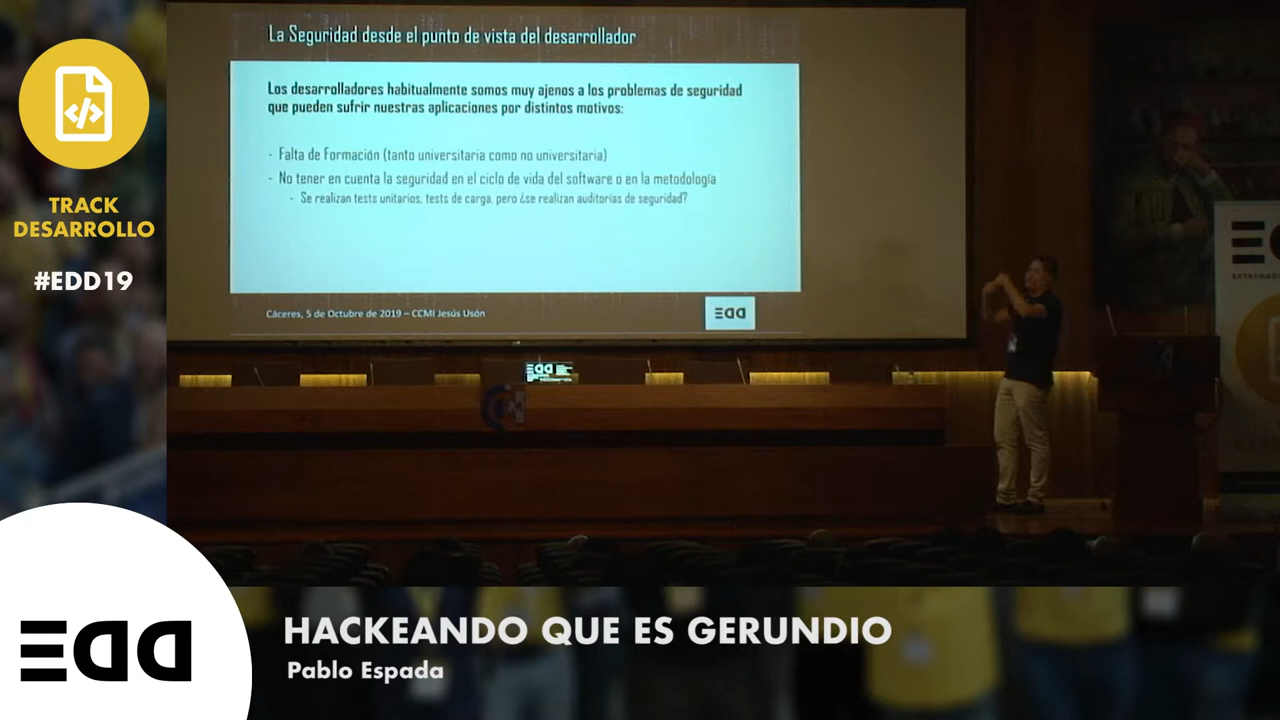 TRACK
DESARROLLO
#EDD19
La Seguridad desde el punto de vista del desarrollador
Los desarrolladores habitualmente somos muy ajenos a los problemas de seguridad
que pueden sufrir nuestras aplicaciones por distintos motivos:
- Falta de Formación (tanto universitaria como no universitaria)
- No tener en cuenta la seguridad en el ciclo de vida del software o en la metodología
- Se realizan tests unitarios, tests de carga, pero ¿se realizan auditorías de seguridad?
Cáceres, 5 de Octubre de 2019 – CCMI Jesús Usón
EDD
EDD
HACKEANDO QUE ES GERUNDIO
Pablo Espada